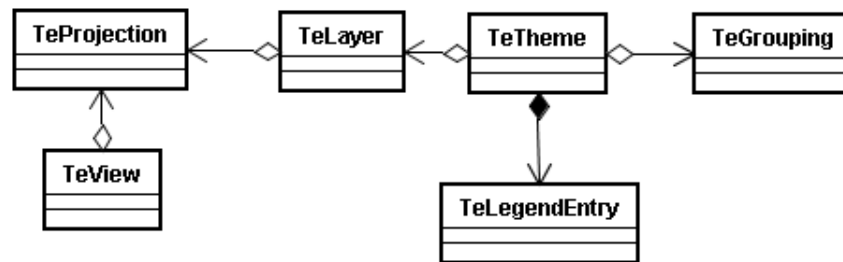 TeProjection
TeLayer
TeTheme
TeGrouping
TeView
TeLegendEntry